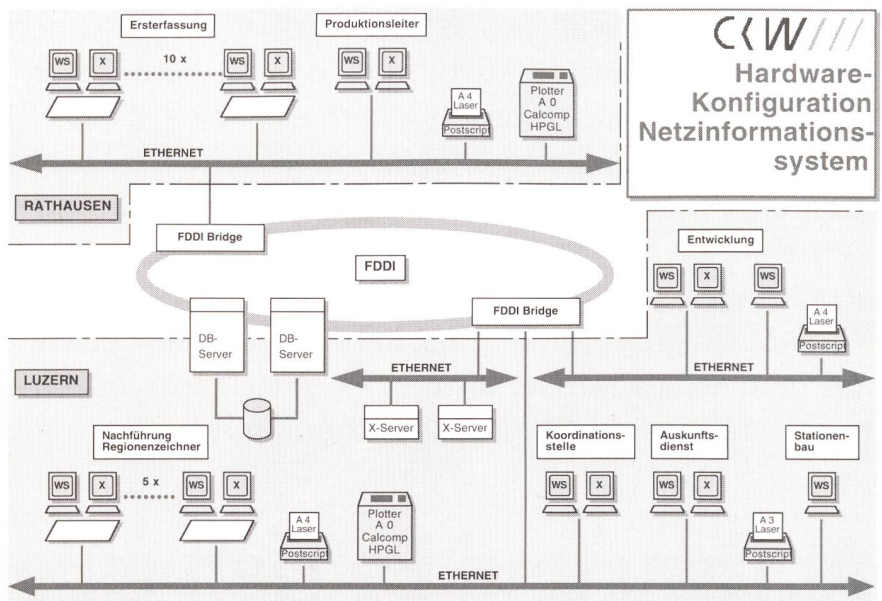 CKW
Hardware-
Konfiguration
Netzinformations-
system
Ersterfassung
Produktionsleiter
WS X 10 x WS X
WS X
A 4
Laser
Postscript
Plotter
A 0
Calcomp
HPGL
ETHERNET
RATHAUSEN
FDDI Bridge
FDDI
FDDI Bridge
Entwicklung
WS X WS
A 4
Laser
Postscript
ETHERNET
DB-
Server
DB-
Server
ETHERNET
X-Server X-Server
LUZERN
Nachführung
Regionenzeichner
WS X 5 x WS X
A 4
Laser
Postscript
Plotter
A 0
Calcomp
HPGL
Koordinations-
stelle
WS X
Auskunfts-
dienst
WS X
A 3
Laser
Postscript
Stationen-
bau
WS
ETHERNET